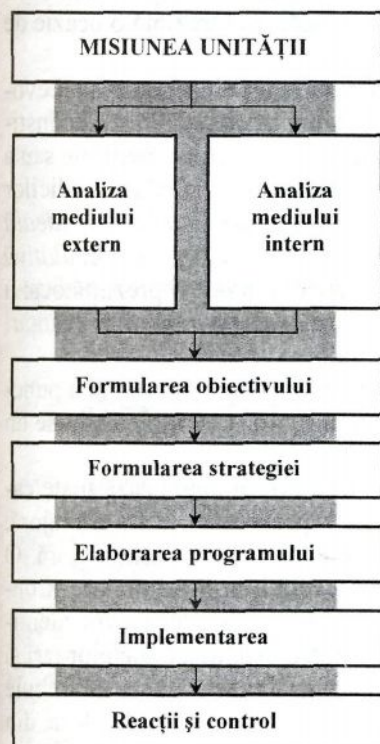 MISIUNEA UNITĂȚII
Analiza
mediului
extern
Analiza
mediului
intern
Formularea obiectivului
Formularea strategiei
Elaborarea programului
Implementarea
Reacții și control